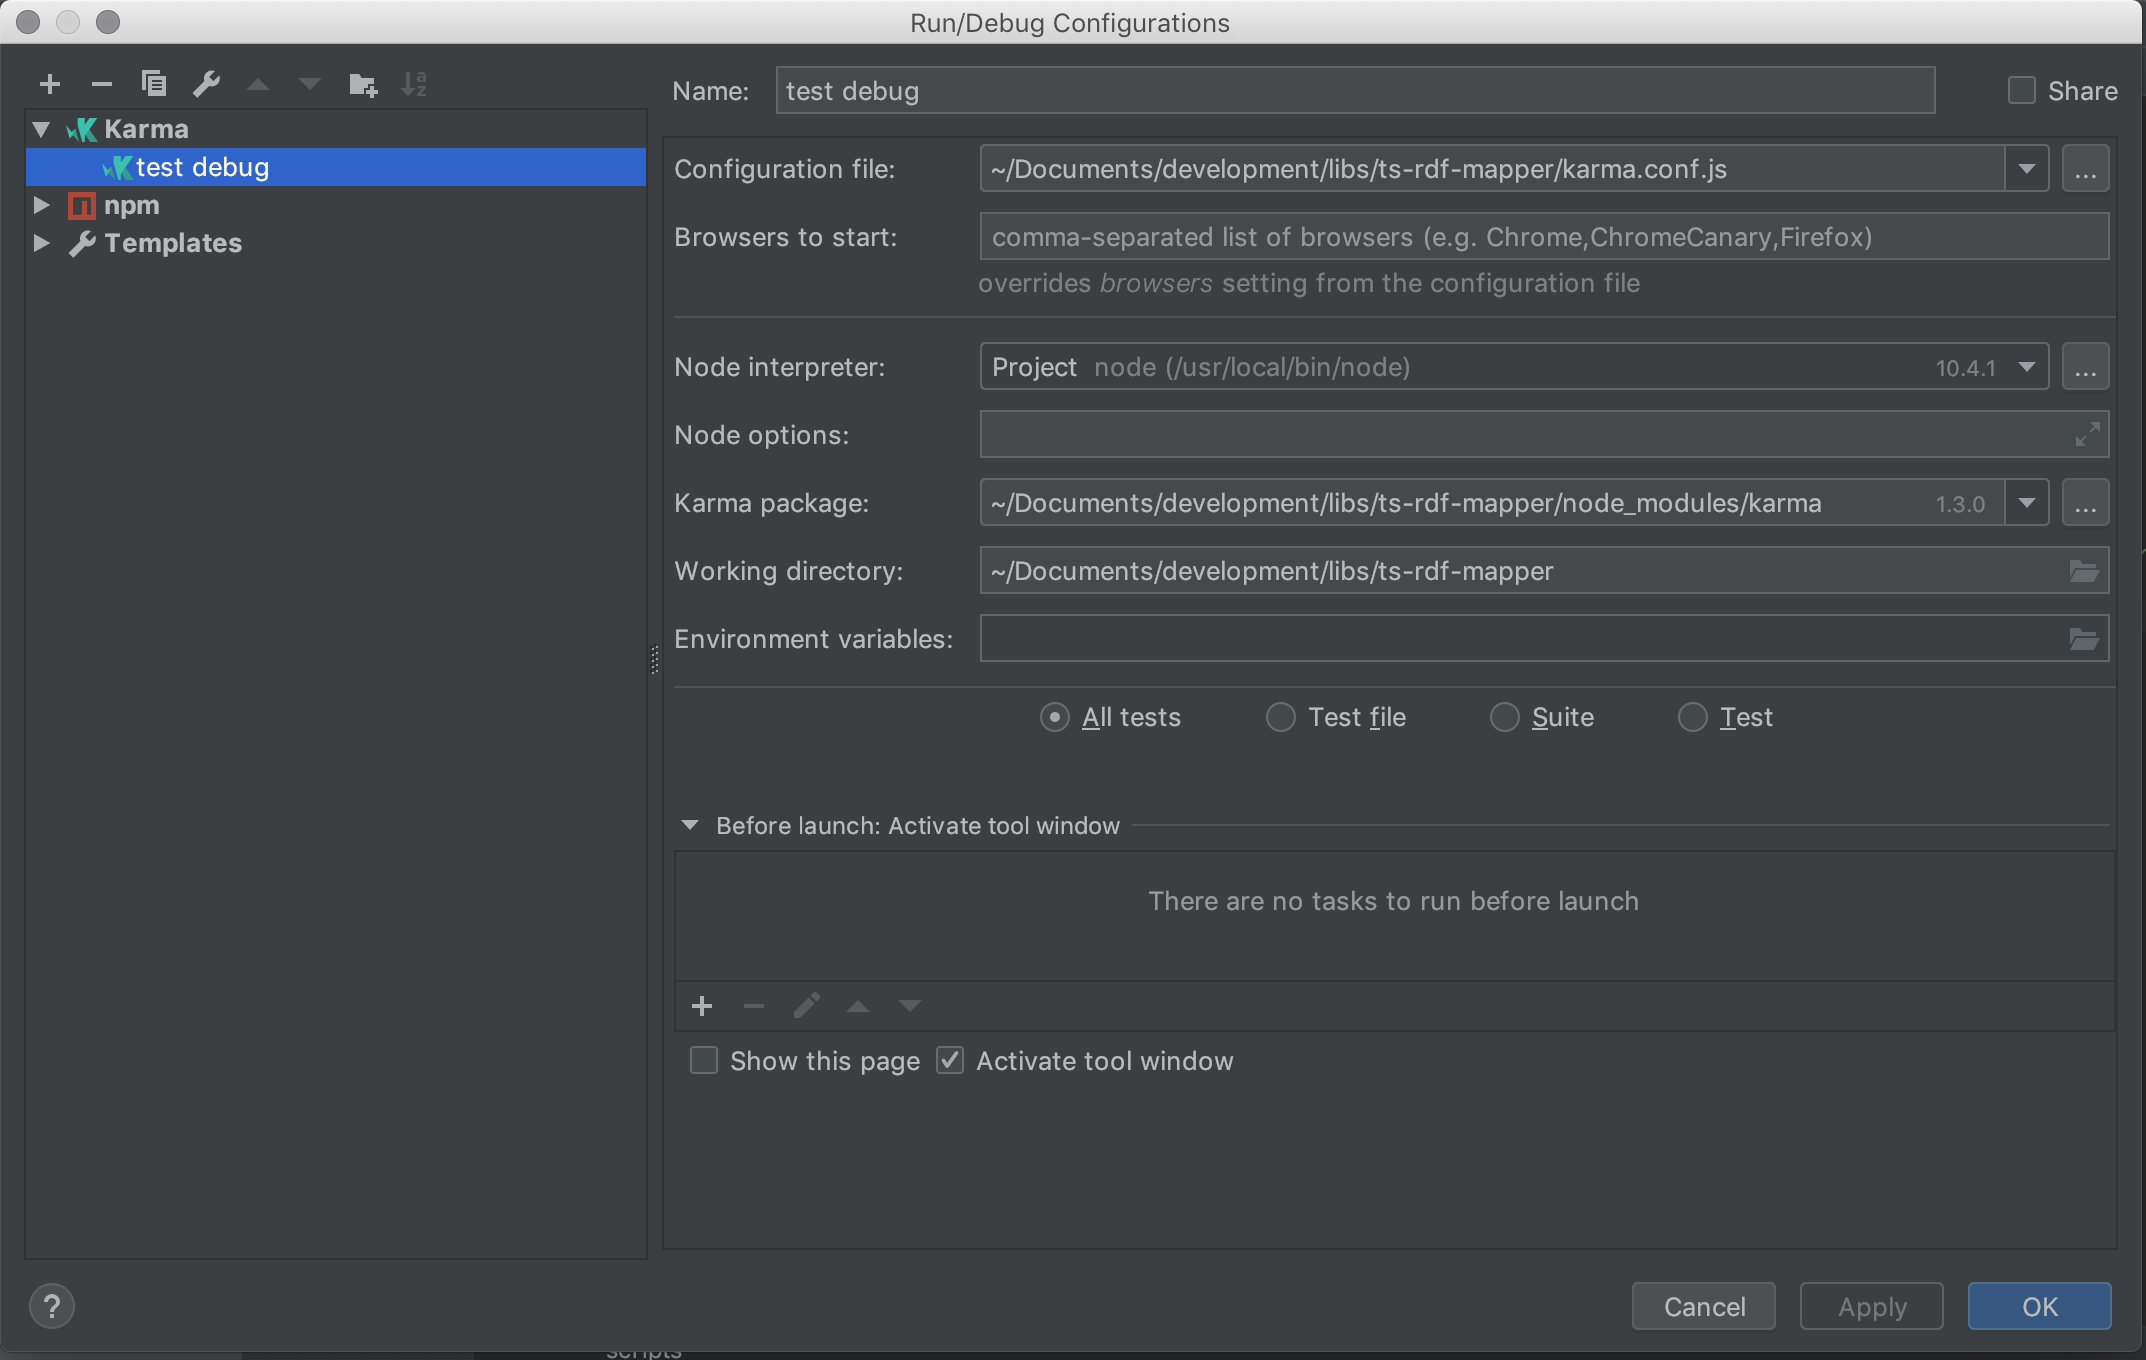 Run/Debug Configurations
Name: test debug Share
Karma
test debug
npm
Templates
Configuration file: ~/Documents/development/libs/ts-rdf-mapper/karma.conf.js ...
Browsers to start: comma-separated list of browsers (e.g. Chrome,ChromeCanary,Firefox)
overrides browsers setting from the configuration file
Node interpreter: Project node (/usr/local/bin/node) 10.4.1 ...
Node options:
Karma package: ~/Documents/development/libs/ts-rdf-mapper/node_modules/karma 1.3.0 ...
Working directory: ~/Documents/development/libs/ts-rdf-mapper
Environment variables:
All tests Test file Suite Test
Before launch: Activate tool window
There are no tasks to run before launch
Show this page Activate tool window
? Cancel Apply OK
scripts